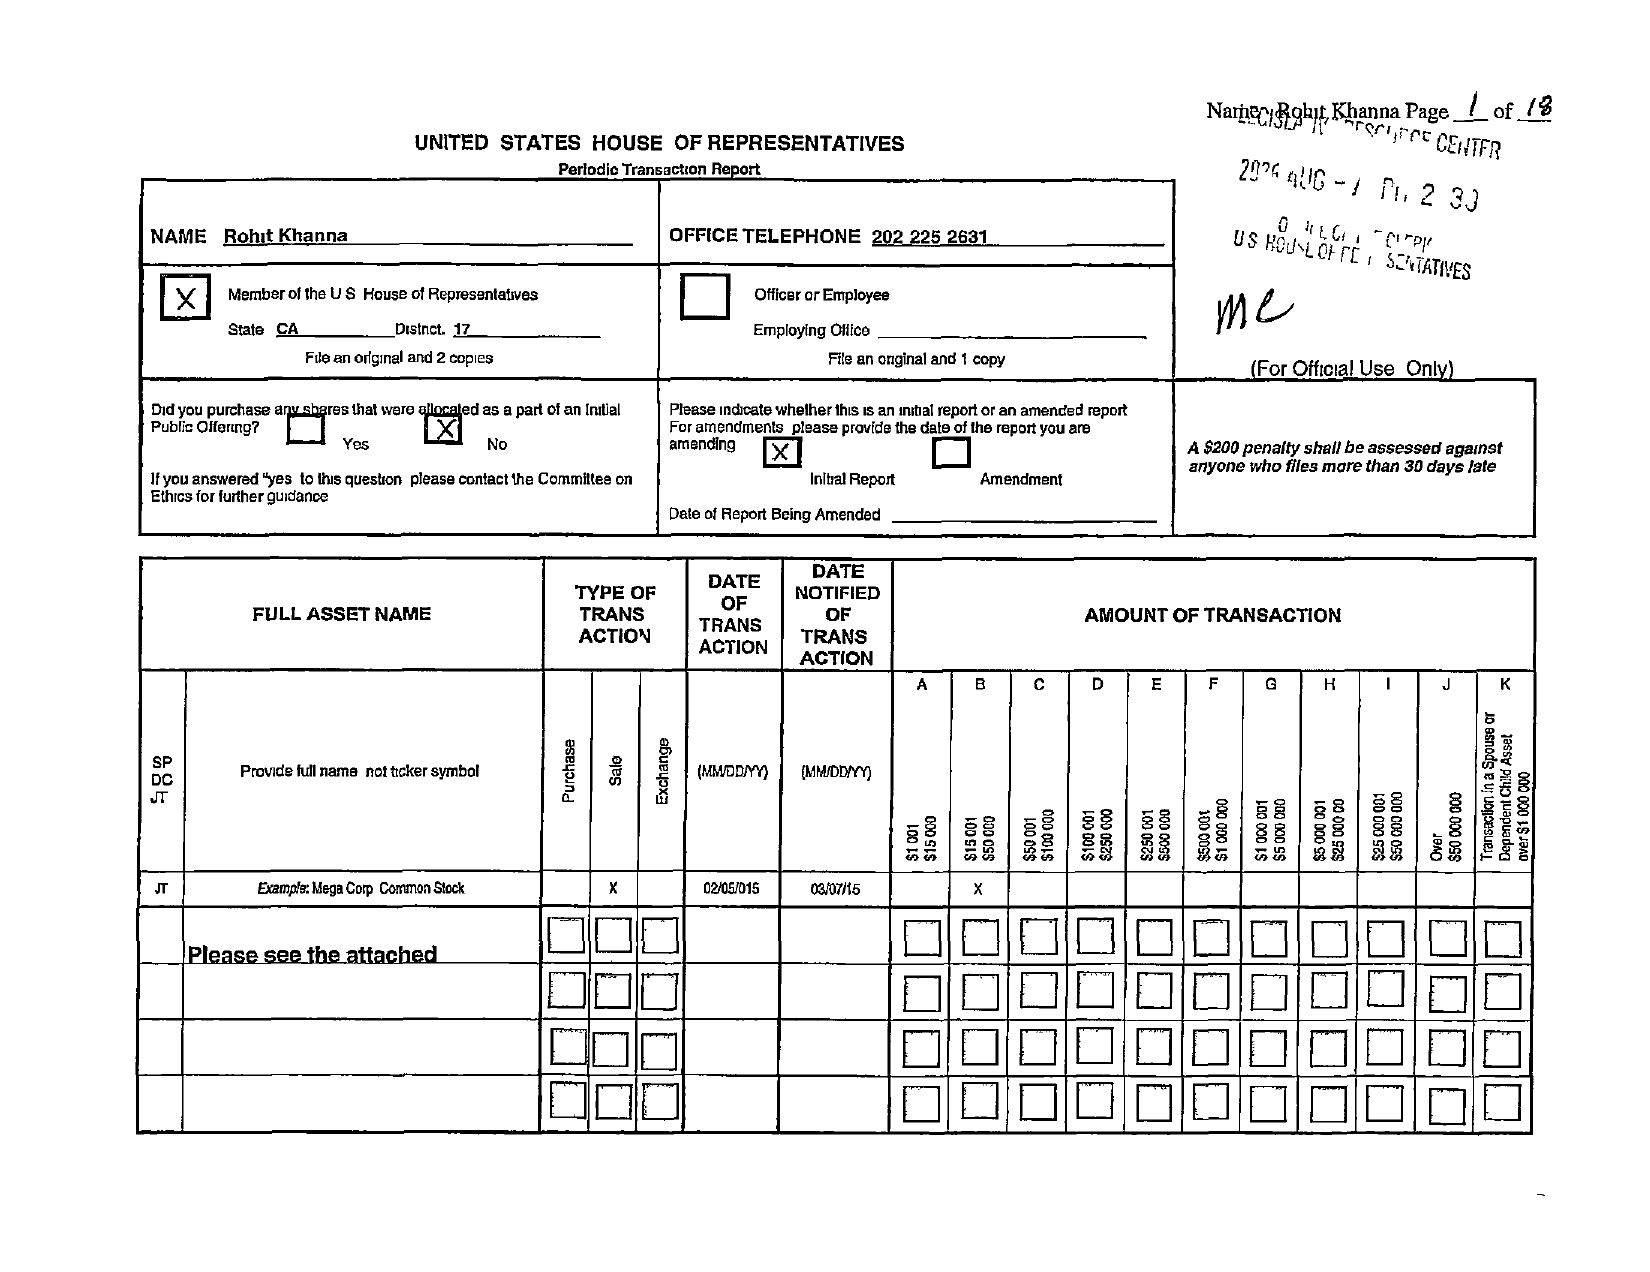 Name: Rohit Khanna Page 1 of 18
CENTER
UNITED STATES HOUSE OF REPRESENTATIVES
Periodic Transaction Report
AUG 2 30
US HOUSE OF
NAME Rohit Khanna
OFFICE TELEPHONE 202 225 2631
X Member of the U S House of Representatives
Officer or Employee
mc
State CA District. 17
Employing Office
File an original and 2 copies
File an original and 1 copy
(For Official Use Only)
Did you purchase any shares that were allocated as a part of an Initial
Public Offering?
Yes X No
If you answered "yes to this question please contact the Committee on
Ethics for further guidance
Please indicate whether this is an initial report or an amended report
For amendments please provide the date of the report you are
amending X
Initial Report Amendment
Date of Report Being Amended
A $200 penalty shall be assessed against
anyone who files more than 30 days late
FULL ASSET NAME
TYPE OF
TRANS
ACTION
DATE
OF
TRANS
ACTION
DATE
NOTIFIED
OF
TRANS
ACTION
AMOUNT OF TRANSACTION
A B C D E F G H I J K
SP
DC
JT
Provide full name not ticker symbol
Purchase
Sale
Exchange
(MM/DD/YY)
(MM/DD/YY)
$1 001
$15 000
$15 001
$50 000
$50 001
$100 000
$100 001
$250 000
$250 001
$500 000
$500 001
$1 000 000
$1 000 001
$5 000 000
$5 000 001
$25 000 000
$25 000 001
$50 000 000
Over
$50 000 000
Transaction in a Spouse or
Dependent Child Asset
over $1 000 000
JT Example: Mega Corp Common Stock X 02/05/015 03/07/15 X
Please see the attached